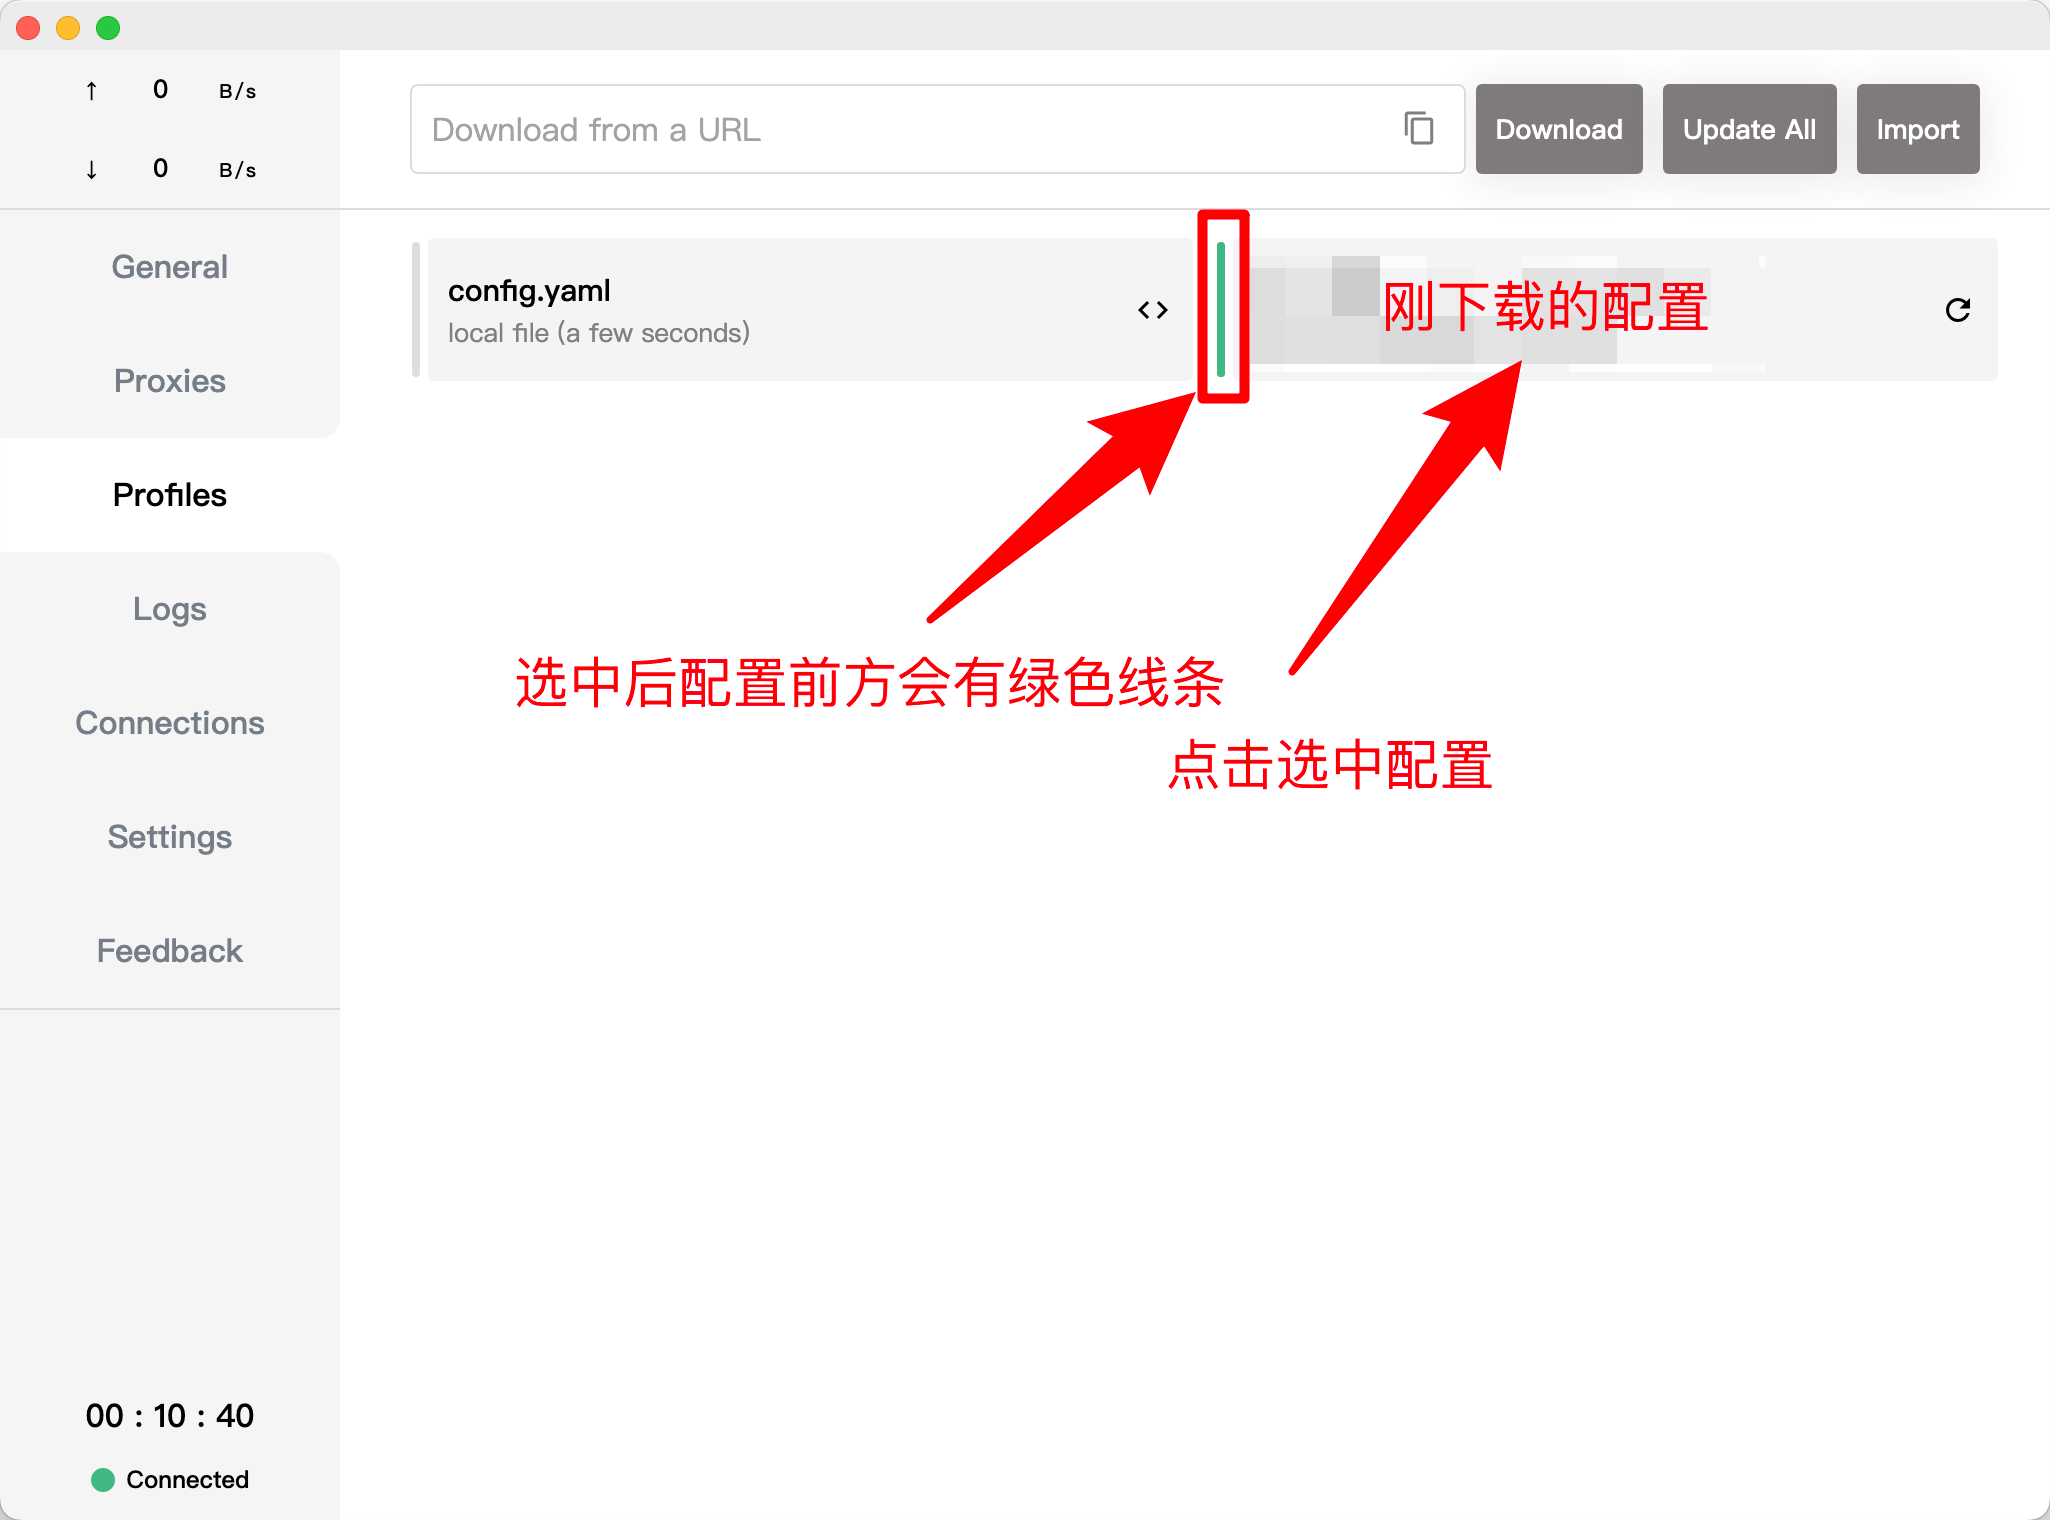 ↑ 0 B/s
↓ 0 B/s
General
Proxies
Profiles
Logs
Connections
Settings
Feedback
00 : 10 : 40
Connected
Download from a URL
Download
Update All
Import
config.yaml
local file (a few seconds)
刚下载的配置
选中后配置前方会有绿色线条
点击选中配置